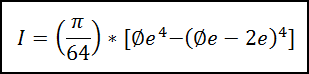 I = (π/64) * [Øe⁴−(Øe − 2e)⁴]